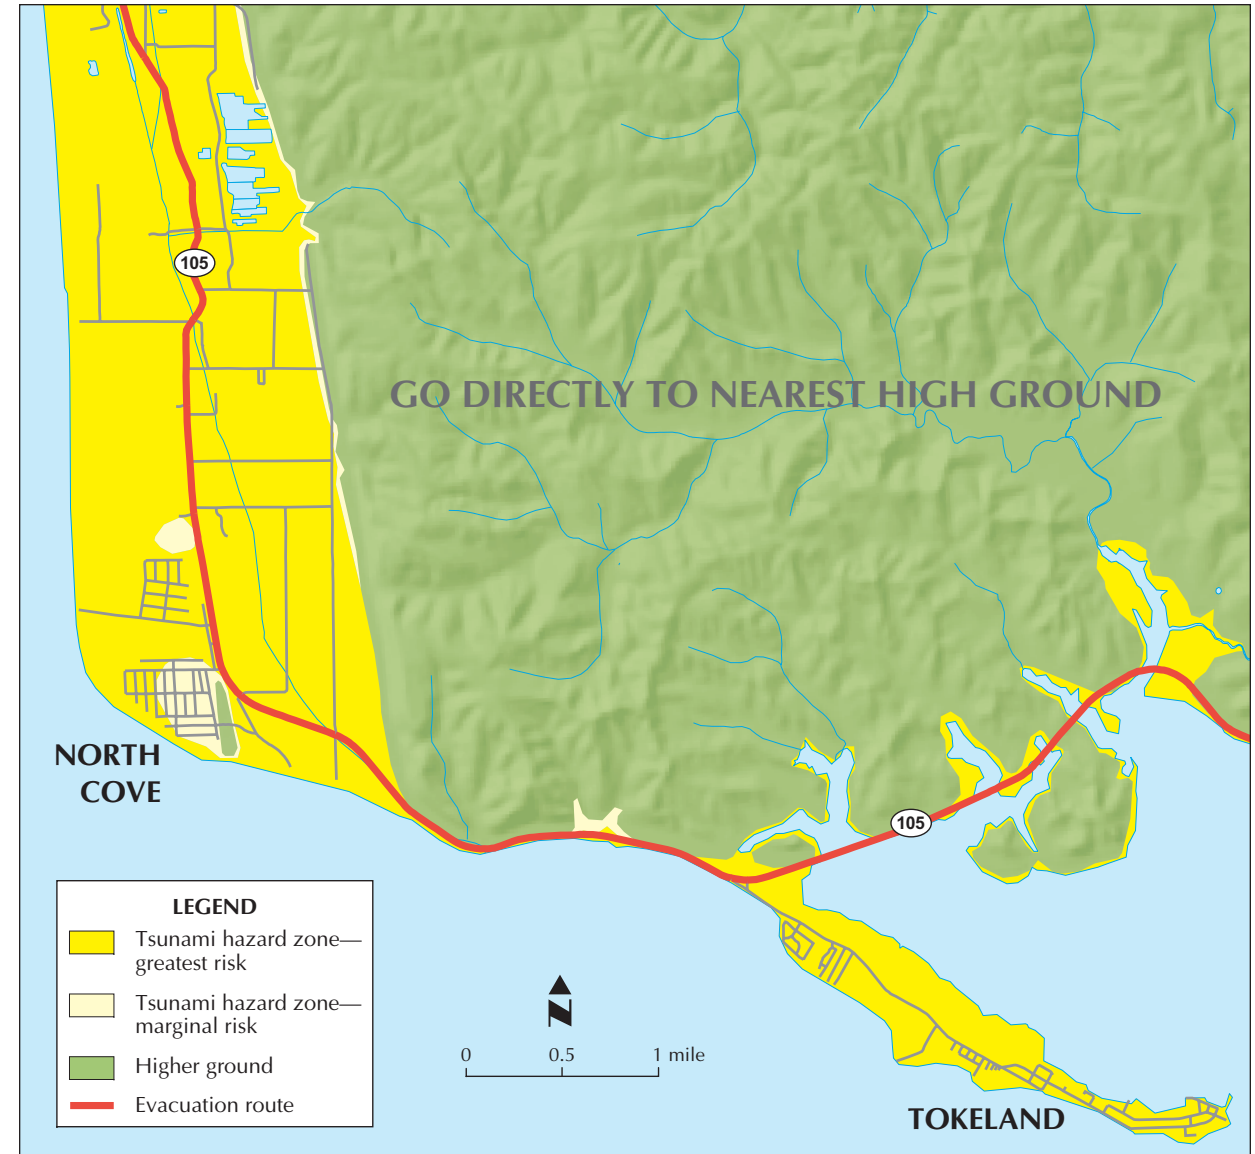 105
GO DIRECTLY TO NEAREST HIGH GROUND
NORTH
COVE
105
LEGEND
Tsunami hazard zone—
greatest risk
Tsunami hazard zone—
marginal risk
Higher ground
Evacuation route
N
0 0.5 1 mile
TOKELAND